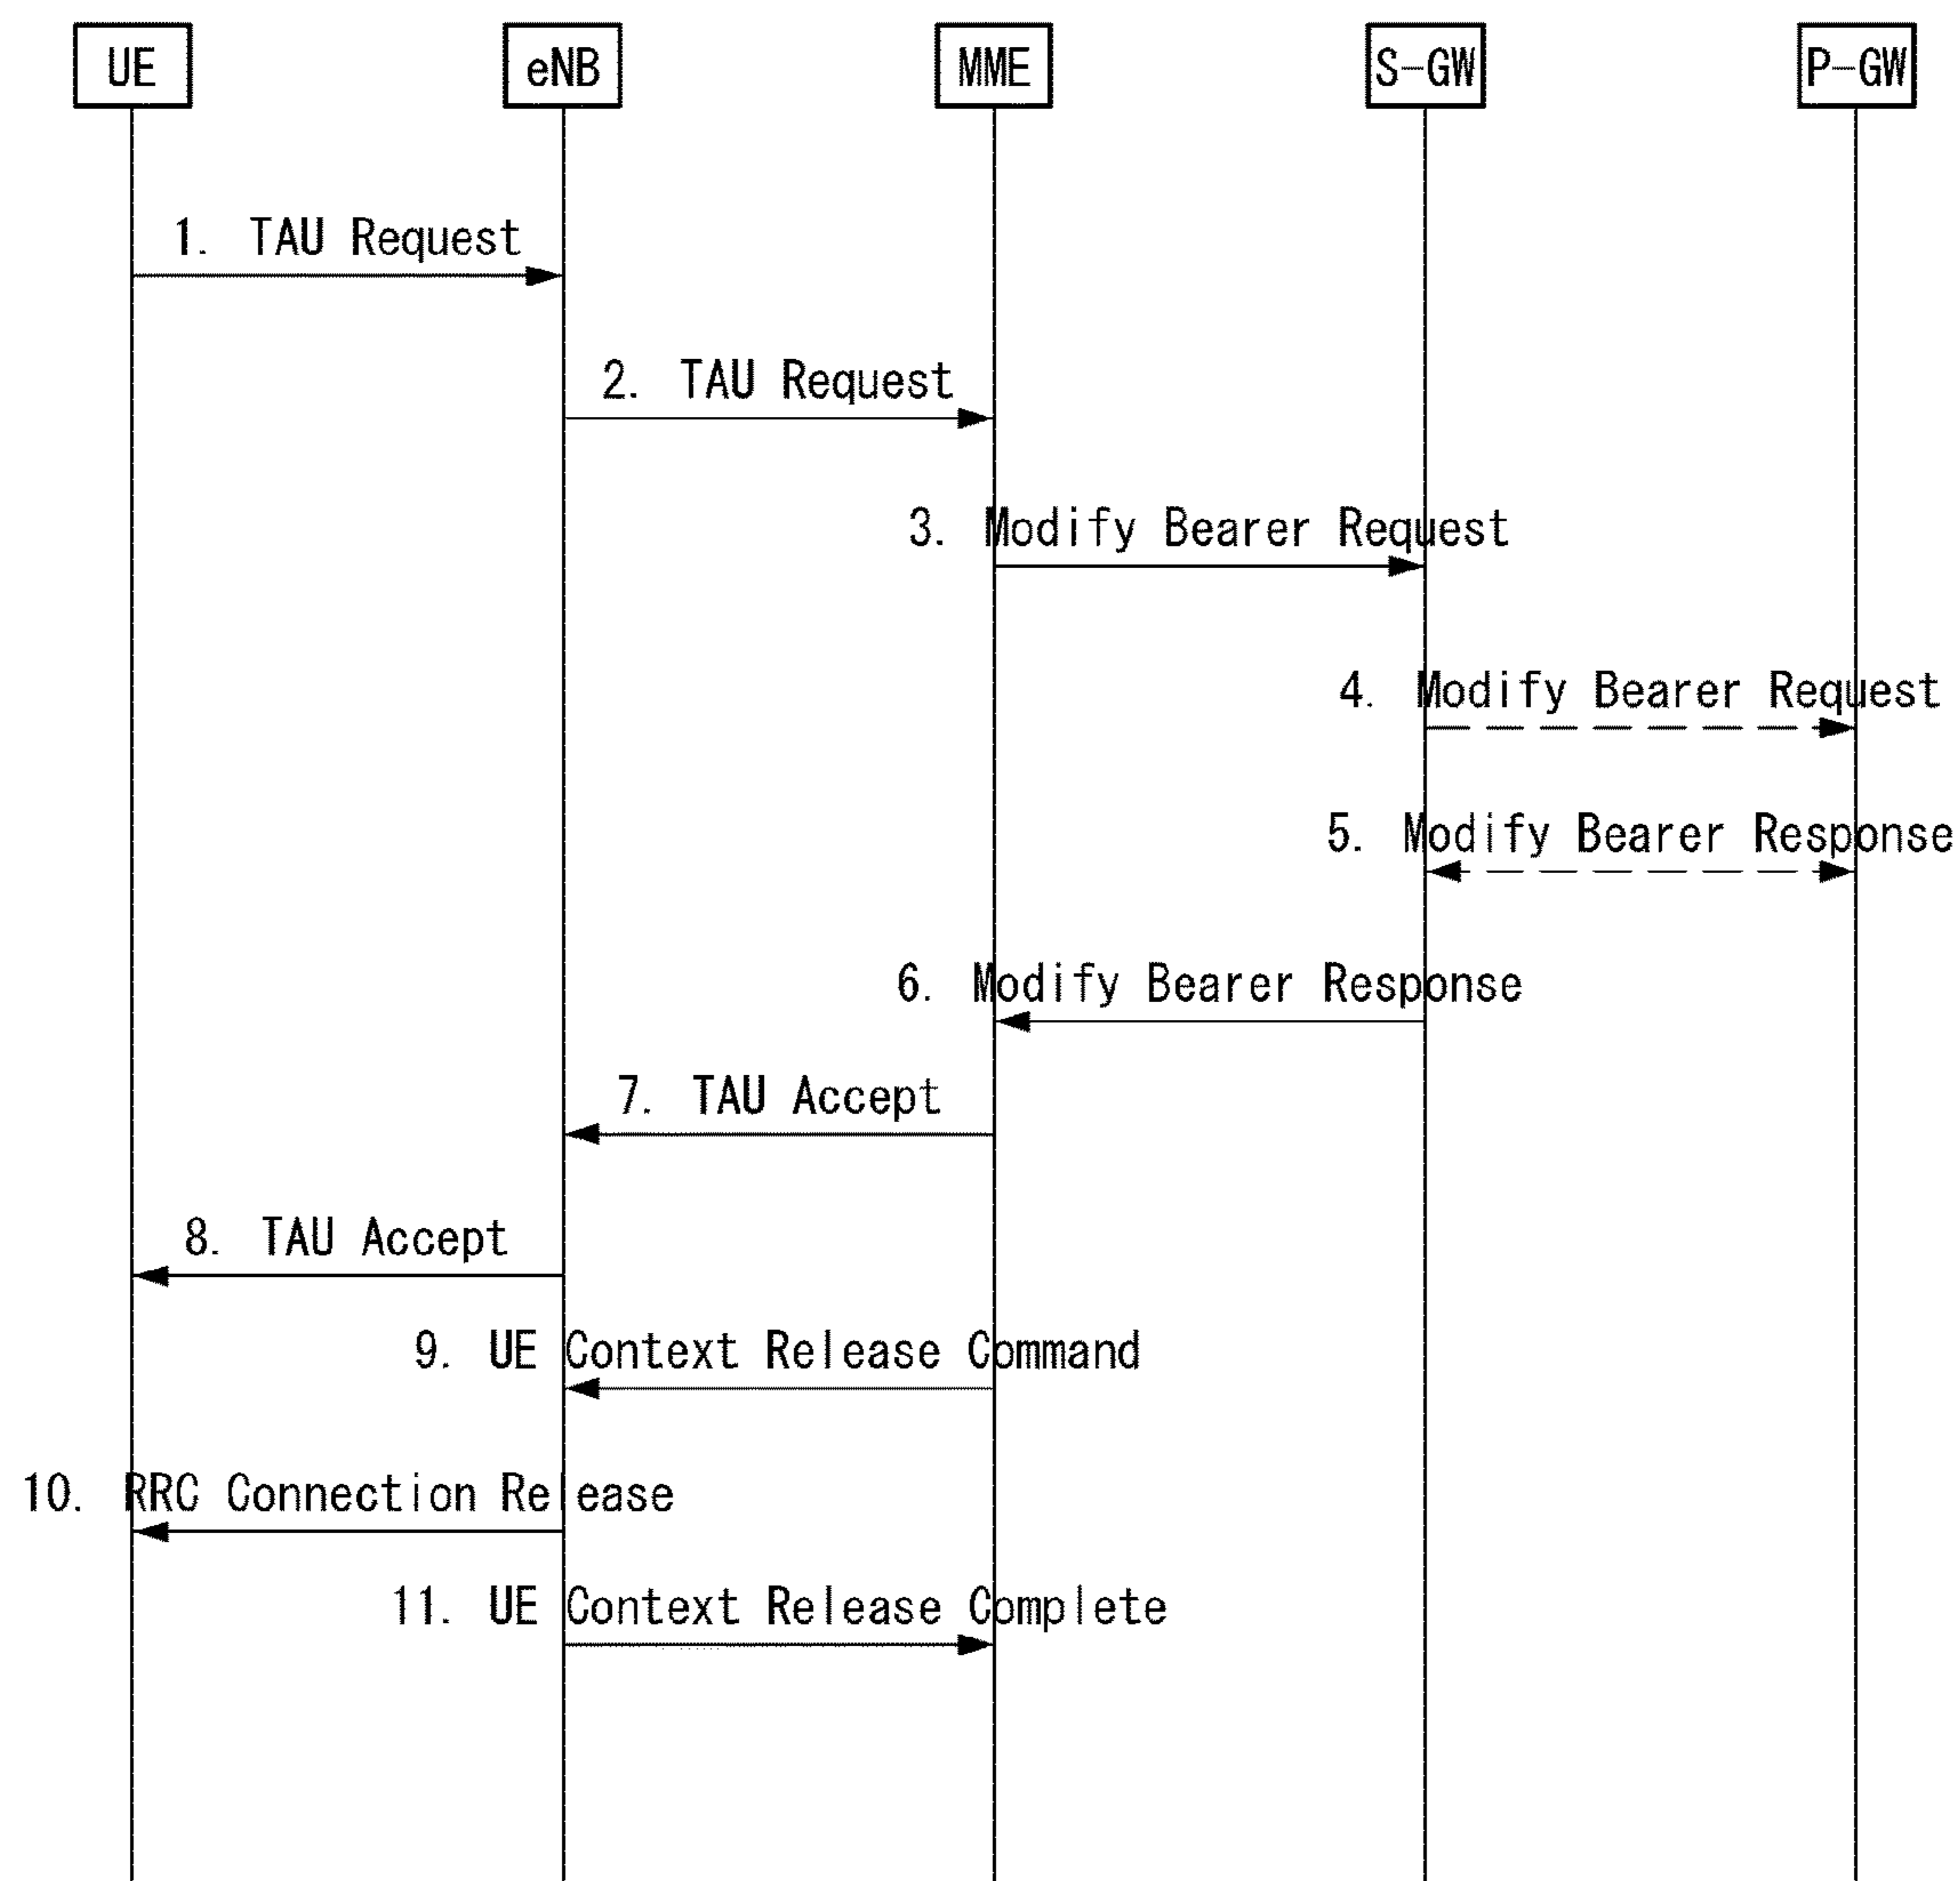 UE eNB MME S-GW P-GW
1. TAU Request
2. TAU Request
3. Modify Bearer Request
4. Modify Bearer Request
5. Modify Bearer Response
6. Modify Bearer Response
7. TAU Accept
8. TAU Accept
9. UE Context Release Command
10. RRC Connection Release
11. UE Context Release Complete